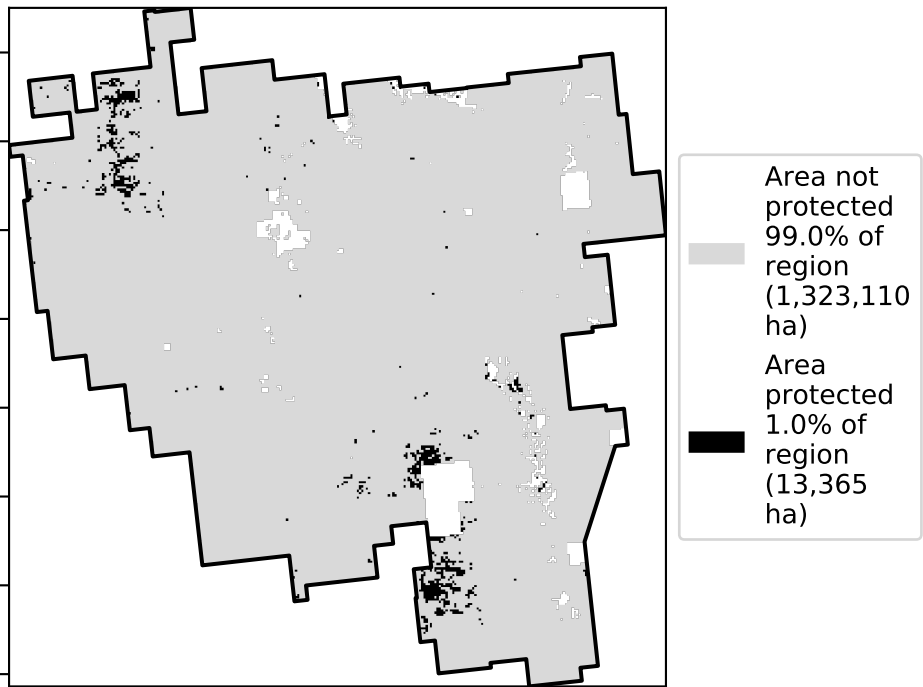 Area not
protected
99.0% of
region
(1,323,110
ha)
Area
protected
1.0% of
region
(13,365
ha)